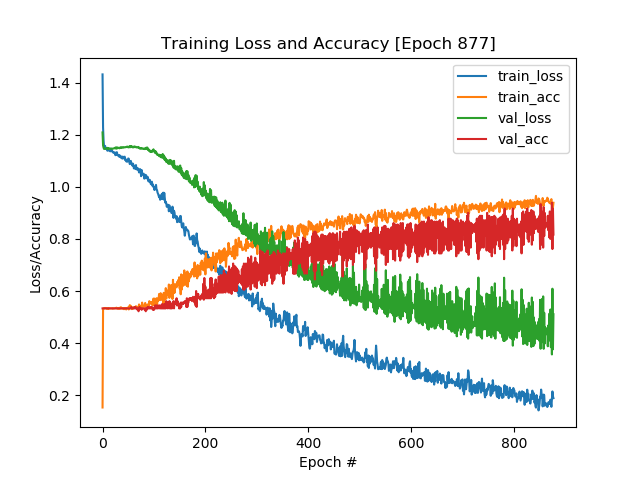 Training Loss and Accuracy [Epoch 877]
train_loss
train_acc
val_loss
val_acc
1.4
1.2
1.0
0.8
0.6
0.4
0.2
Loss/Accuracy
0 200 400 600 800
Epoch #